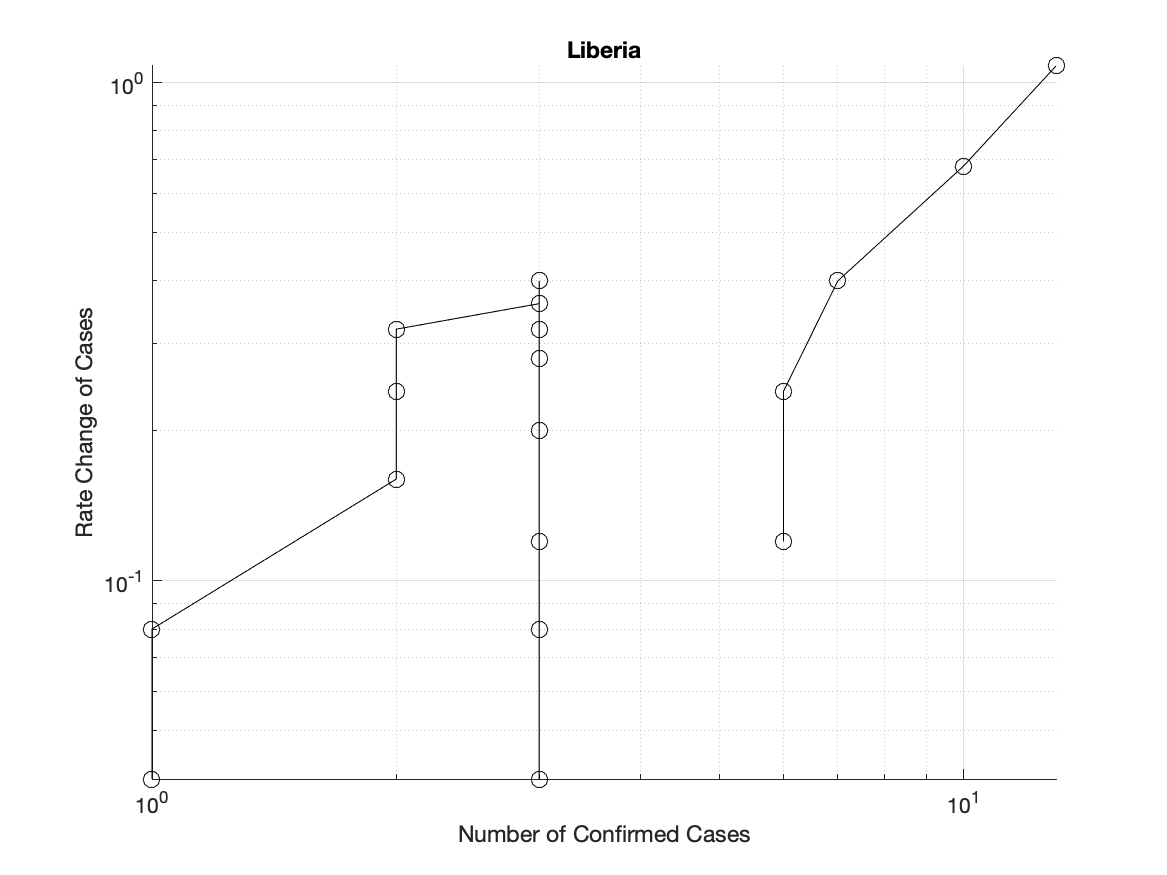 Liberia
10^0
Rate Change of Cases
10^-1
10^0 10^1
Number of Confirmed Cases